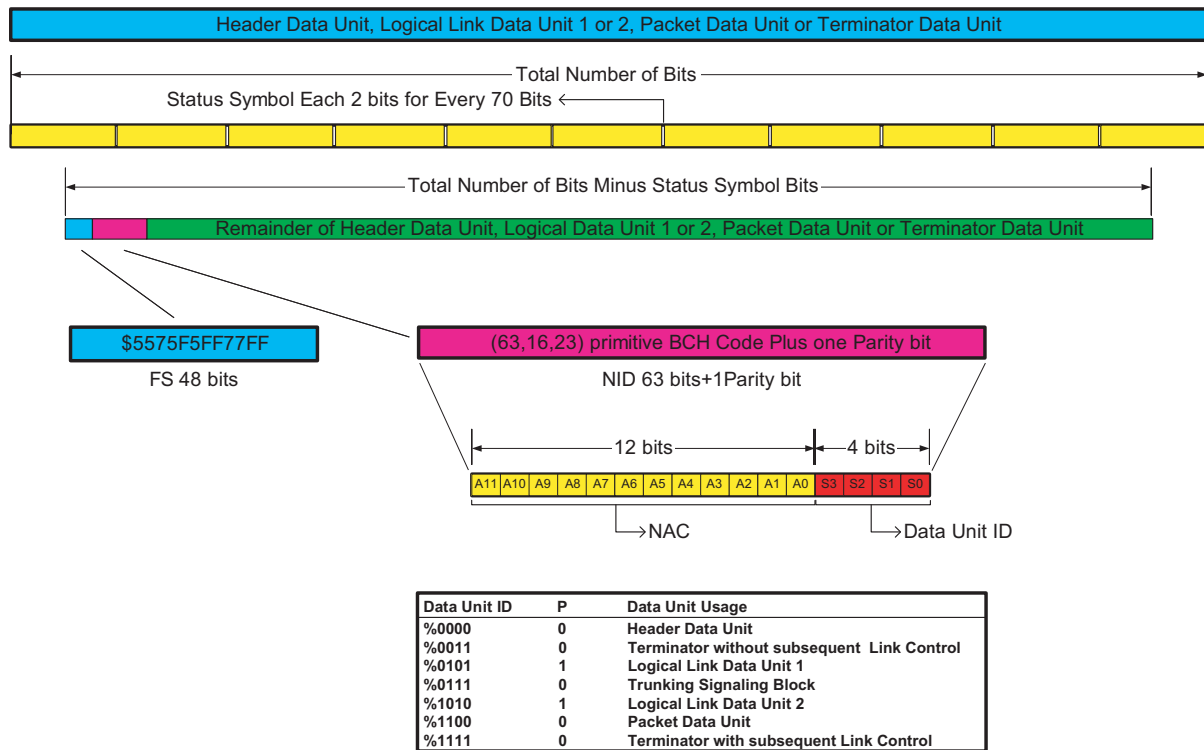 Header Data Unit, Logical Link Data Unit 1 or 2, Packet Data Unit or Terminator Data Unit
Total Number of Bits
Status Symbol Each 2 bits for Every 70 Bits
Total Number of Bits Minus Status Symbol Bits
Remainder of Header Data Unit, Logical Data Unit 1 or 2, Packet Data Unit or Terminator Data Unit
$5575F5FF77FF
(63,16,23) primitive BCH Code Plus one Parity bit
FS 48 bits
NID 63 bits+1Parity bit
12 bits
4 bits
A11 A10 A9 A8 A7 A6 A5 A4 A3 A2 A1 A0 S3 S2 S1 S0
NAC
Data Unit ID
Data Unit ID P Data Unit Usage
%0000 0 Header Data Unit
%0011 0 Terminator without subsequent Link Control
%0101 1 Logical Link Data Unit 1
%0111 0 Trunking Signaling Block
%1010 1 Logical Link Data Unit 2
%1100 0 Packet Data Unit
%1111 0 Terminator with subsequent Link Control